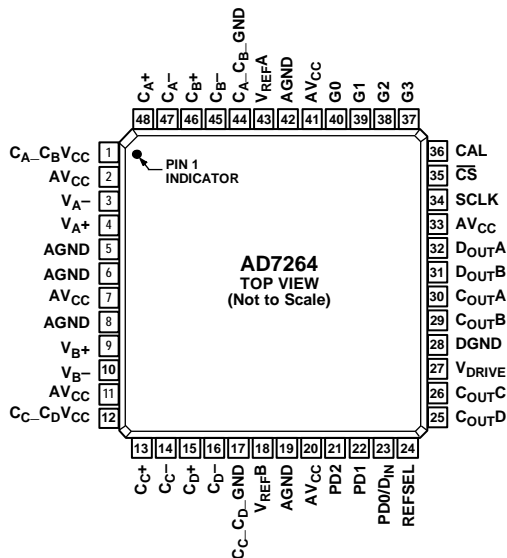 CA+
CA−
CB+
CB−
CA_CB_GND
VREFA
AGND
AVCC
G0
G1
G2
G3
48 47 46 45 44 43 42 41 40 39 38 37
CA_CBVCC 1
AVCC 2
VA− 3
VA+ 4
AGND 5
AGND 6
AVCC 7
AGND 8
VB+ 9
VB− 10
AVCC 11
CC_CDVCC 12
PIN 1
INDICATOR
AD7264
TOP VIEW
(Not to Scale)
36 CAL
35 C̅S̅
34 SCLK
33 AVCC
32 DOUTA
31 DOUTB
30 COUTA
29 COUTB
28 DGND
27 VDRIVE
26 COUTC
25 COUTD
13 14 15 16 17 18 19 20 21 22 23 24
CC+
CC−
CD+
CD−
CC_CD_GND
VREFB
AGND
AVCC
PD2
PD1
PD0/DIN
REFSEL